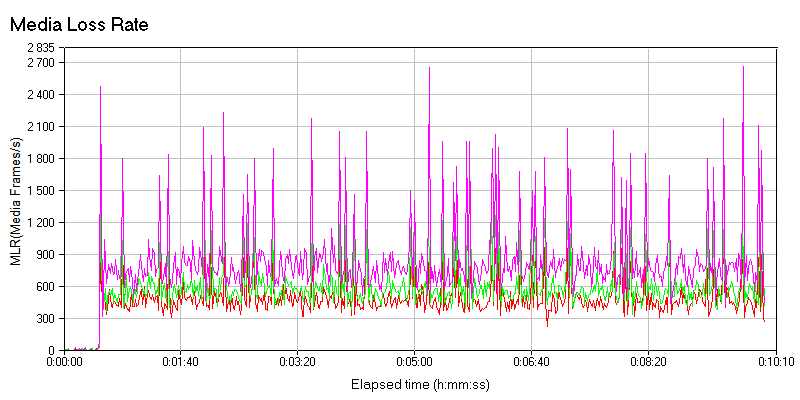 Media Loss Rate
2 835
2 700
2 400
2 100
1 800
1 500
1 200
900
600
300
0
MLR(Media Frames/s)
0:00:00 0:01:40 0:03:20 0:05:00 0:06:40 0:08:20 0:10:10
Elapsed time (h:mm:ss)